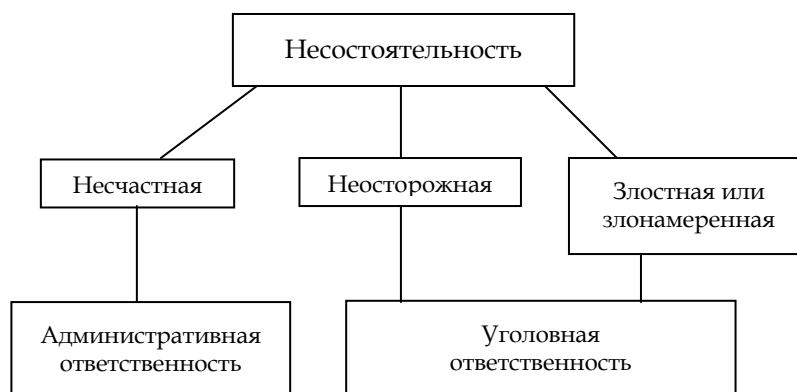 Несостоятельность
Несчастная
Неосторожная
Злостная или
злонамеренная
Административная
ответственность
Уголовная
ответственность